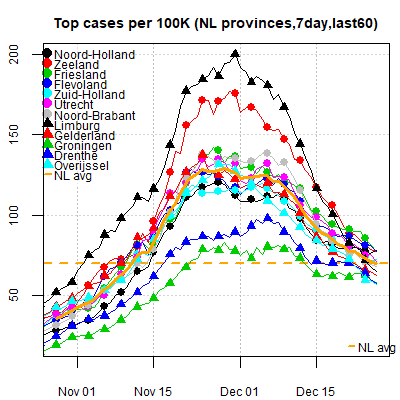 Top cases per 100K (NL provinces,7day,last60)
200
150
100
50
Noord-Holland
Zeeland
Friesland
Flevoland
Zuid-Holland
Utrecht
Noord-Brabant
Limburg
Gelderland
Groningen
Drenthe
Overijssel
NL avg
NL avg
Nov 01
Nov 15
Dec 01
Dec 15